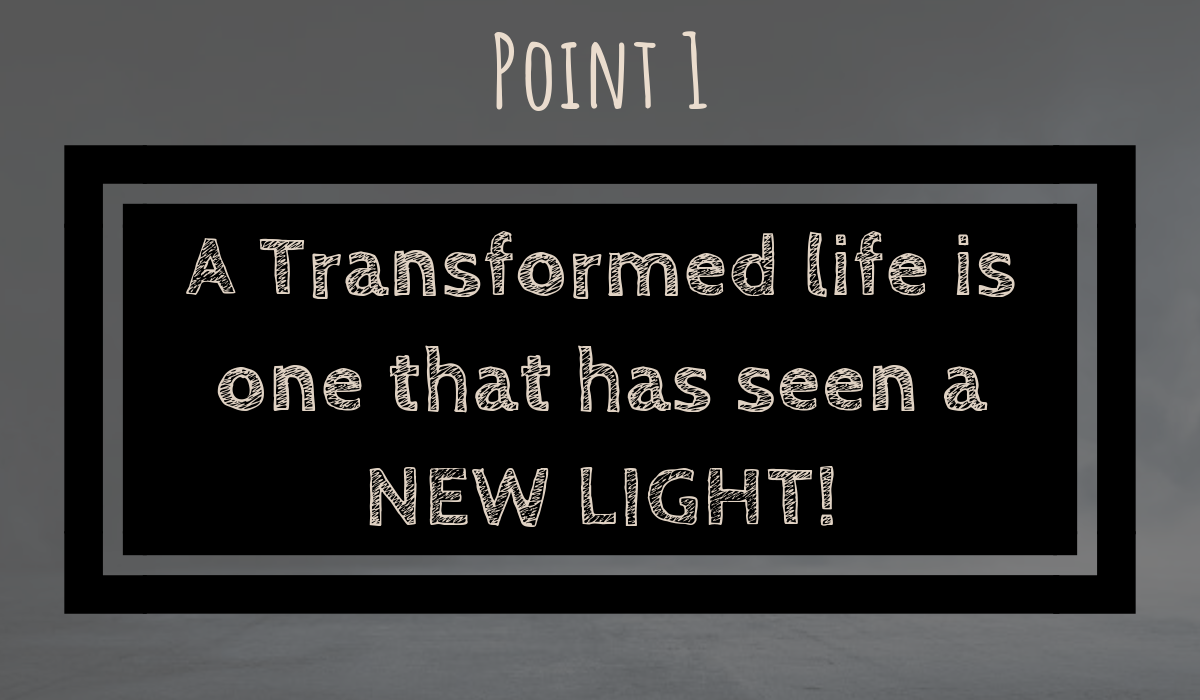 Point 1
A Transformed life is
one that has seen a
NEW LIGHT!